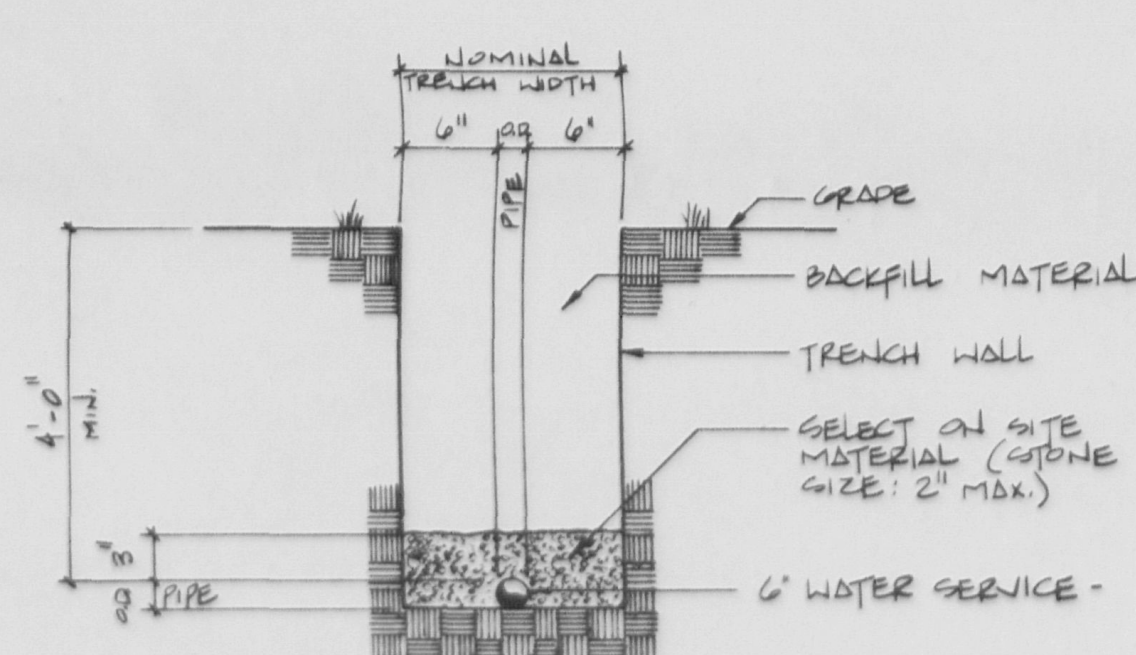 NOMINAL
TRENCH WIDTH
6" O.D. 6"
PIPE
GRADE
BACKFILL MATERIAL
TRENCH WALL
4'-0"
MIN.
SELECT ON SITE
MATERIAL (STONE
SIZE: 2" MAX.)
3"
O.D. PIPE
6" WATER SERVICE -